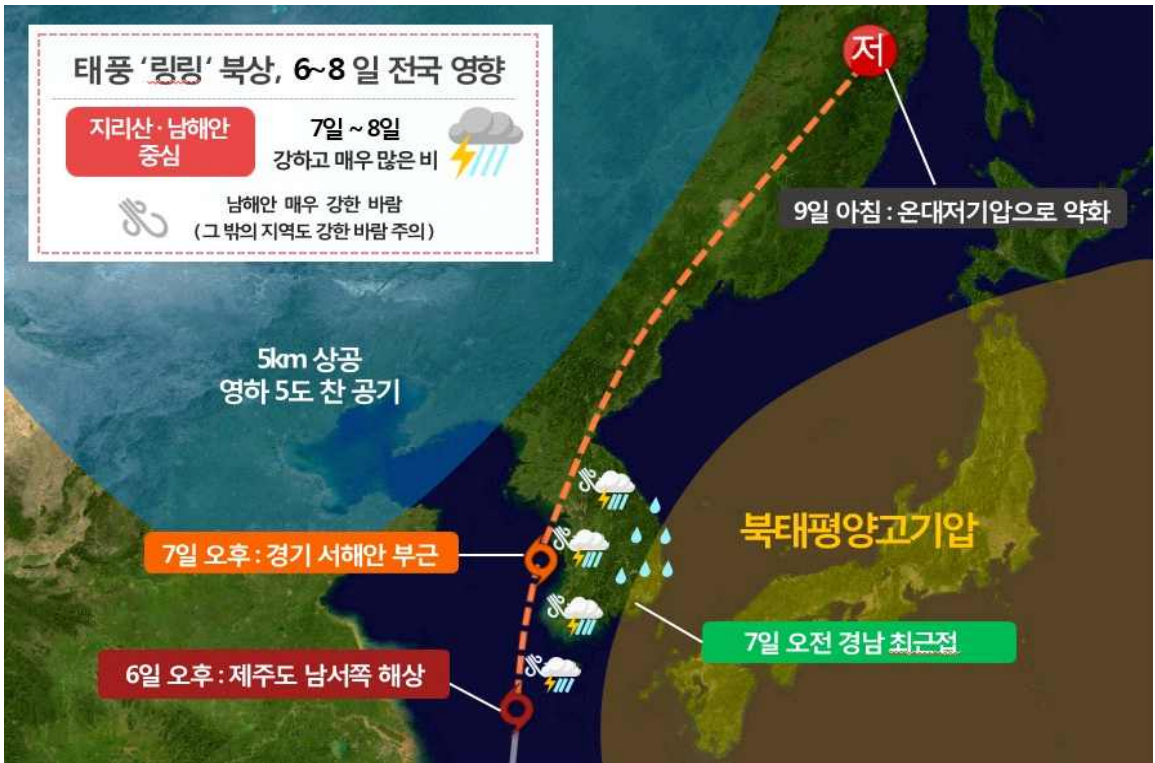 태풍 ‘링링‘ 북상, 6~8 일 전국 영향
지리산·남해안
중심
7일 ~ 8일
강하고 매우 많은 비
남해안 매우 강한 바람
( 그 밖의 지역도 강한 바람 주의 )
저
9일 아침 : 온대저기압으로 약화
5km 상공
영하 5도 찬 공기
북태평양고기압
7일 오후 : 경기 서해안 부근
7일 오전 경남 최근접
6일 오후 : 제주도 남서쪽 해상